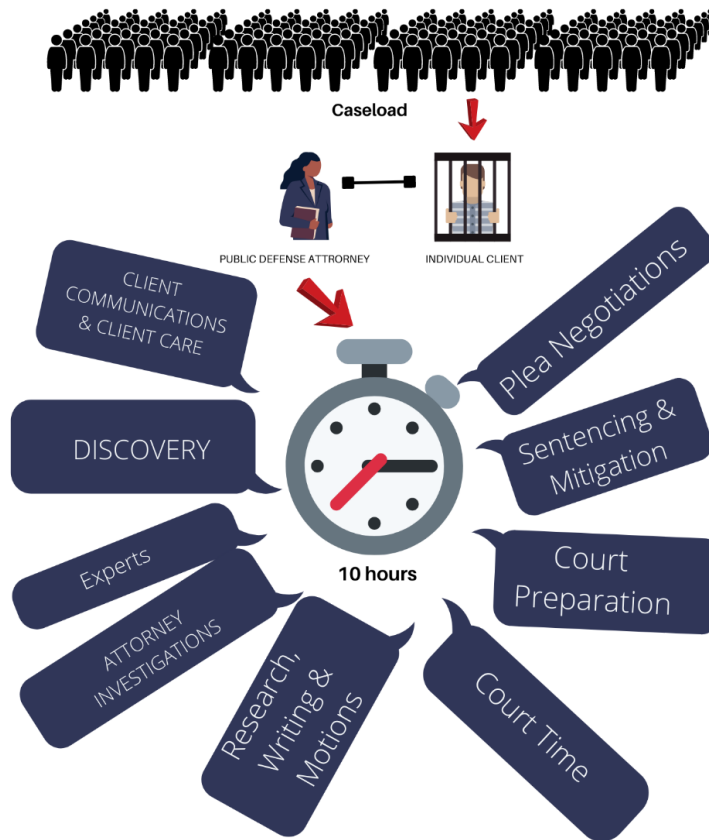 Caseload
PUBLIC DEFENSE ATTRORNEY
INDIVIDUAL CLIENT
CLIENT
COMMUNICATIONS
& CLIENT CARE
DISCOVERY
Experts
ATTORNEY
INVESTIGATIONS
Research,
Writing &
Motions
Court Time
Court
Preparation
Sentencing &
Mitigation
Plea Negotiations
10 hours